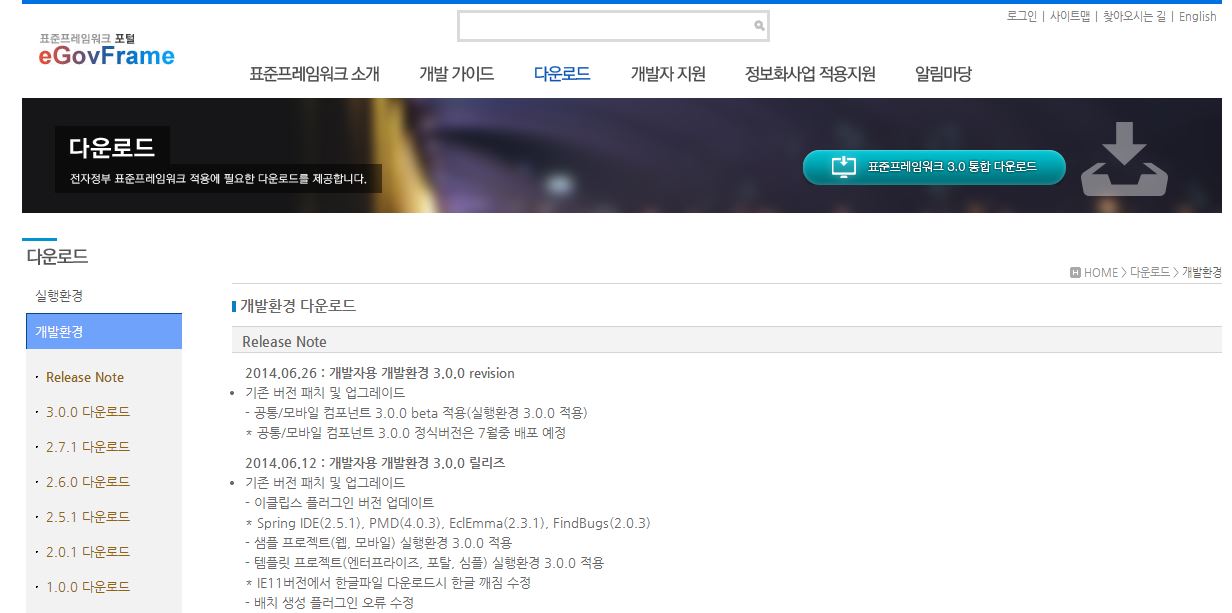 로그인 | 사이트맵 | 찾아오시는 길 | English
표준프레임워크 포털
eGovFrame
표준프레임워크 소개 개발 가이드 다운로드 개발자 지원 정보화사업 적용지원 알림마당
다운로드
전자정부 표준프레임워크 적용에 필요한 다운로드를 제공합니다.
표준프레임워크 3.0 통합 다운로드
다운로드
실행환경
개발환경
· Release Note
· 3.0.0 다운로드
· 2.7.1 다운로드
· 2.6.0 다운로드
· 2.5.1 다운로드
· 2.0.1 다운로드
· 1.0.0 다운로드
H HOME > 다운로드 > 개발환경
개발환경 다운로드
Release Note
2014.06.26 : 개발자용 개발환경 3.0.0 revision
• 기존 버전 패치 및 업그레이드
- 공통/모바일 컴포넌트 3.0.0 beta 적용(실행환경 3.0.0 적용)
* 공통/모바일 컴포넌트 3.0.0 정식버전은 7월중 배포 예정
2014.06.12 : 개발자용 개발환경 3.0.0 릴리즈
• 기존 버전 패치 및 업그레이드
- 이클립스 플러그인 버전 업데이트
* Spring IDE(2.5.1), PMD(4.0.3), EclEmma(2.3.1), FindBugs(2.0.3)
- 샘플 프로젝트(웹, 모바일) 실행환경 3.0.0 적용
- 템플릿 프로젝트(엔터프라이즈, 포탈, 심플) 실행환경 3.0.0 적용
* IE11버전에서 한글파일 다운로드시 한글 깨짐 수정
- 배치 생성 플러그인 오류 수정